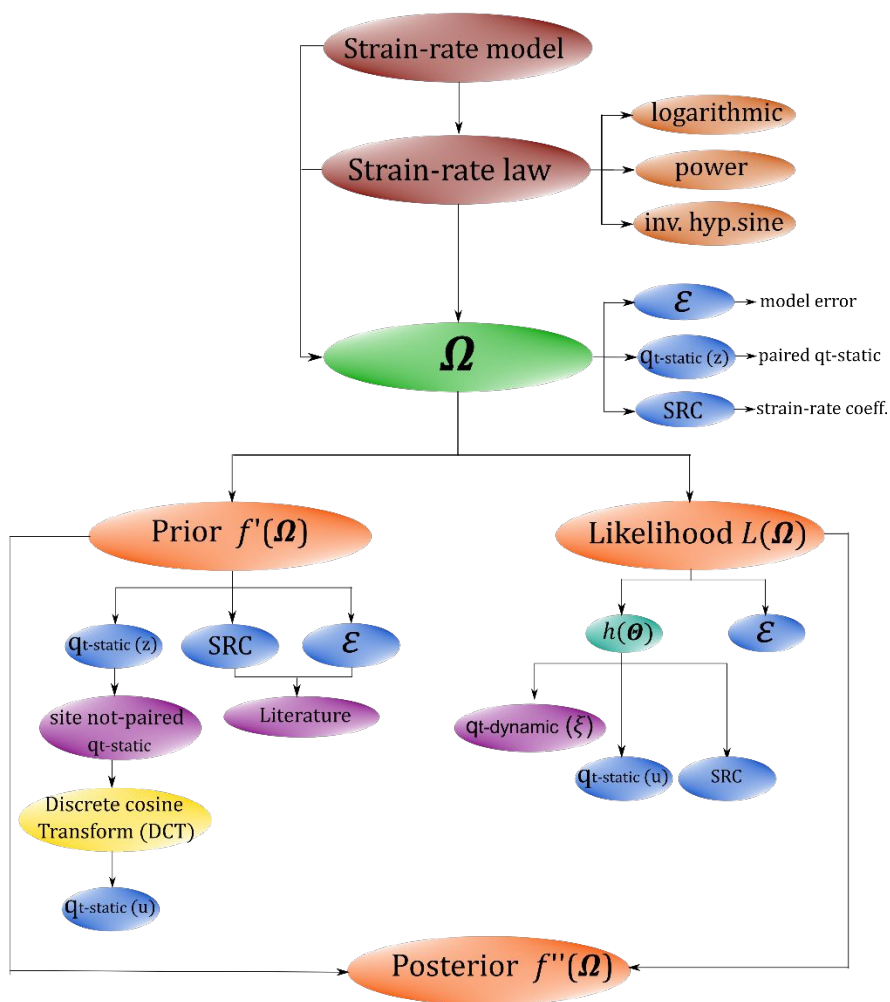 Strain-rate model
logarithmic
Strain-rate law
power
inv. hyp.sine
ℰ
model error
Ω
qt-static (z)
paired qt-static
SRC
strain-rate coeff.
Prior f'(Ω)
Likelihood L(Ω)
qt-static (z)
SRC
ℰ
h(Θ)
ℰ
site not-paired
qt-static
Literature
qt-dynamic (ξ)
qt-static (u)
SRC
Discrete cosine
Transform (DCT)
qt-static (u)
Posterior f''(Ω)